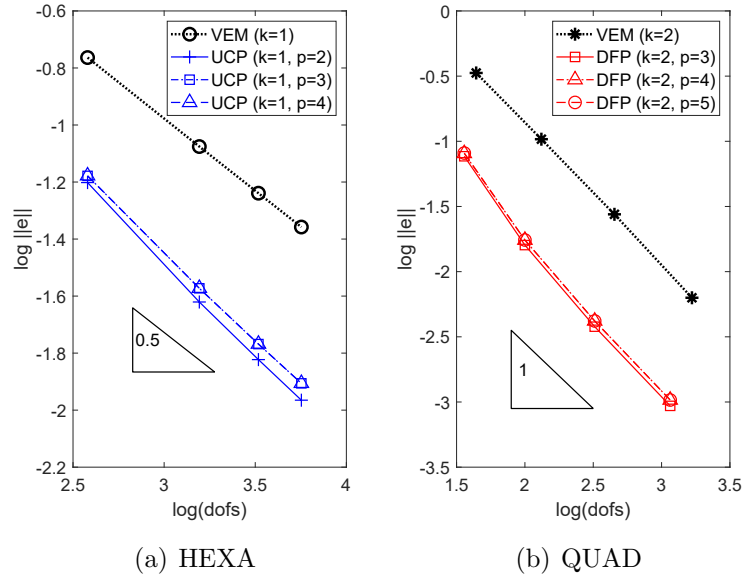 -0.6
-0.8
-1
-1.2
-1.4
-1.6
-1.8
-2
-2.2
log ||e||
VEM (k=1)
UCP (k=1, p=2)
UCP (k=1, p=3)
UCP (k=1, p=4)
0.5
2.5
3
3.5
4
log(dofs)
(a) HEXA
0
-0.5
-1
-1.5
-2
-2.5
-3
-3.5
log ||e||
VEM (k=2)
DFP (k=2, p=3)
DFP (k=2, p=4)
DFP (k=2, p=5)
1
1.5
2
2.5
3
3.5
log(dofs)
(b) QUAD